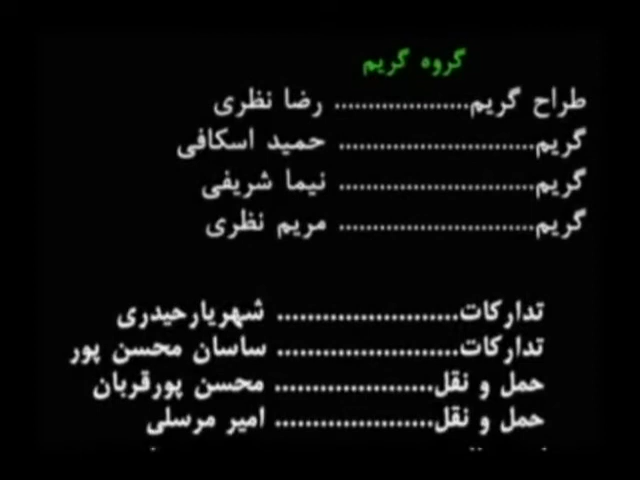 گروه گریم
طراح گریم.................... رضا نظری
گریم............................. حمید اسکافی
گریم............................. نیما شریفی
گریم............................. مریم نظری
تدارکات........................ شهریارحیدری
تدارکات........................ ساسان محسن پور
حمل و نقل..................... محسن پورقربان
حمل و نقل..................... امیر مرسلی